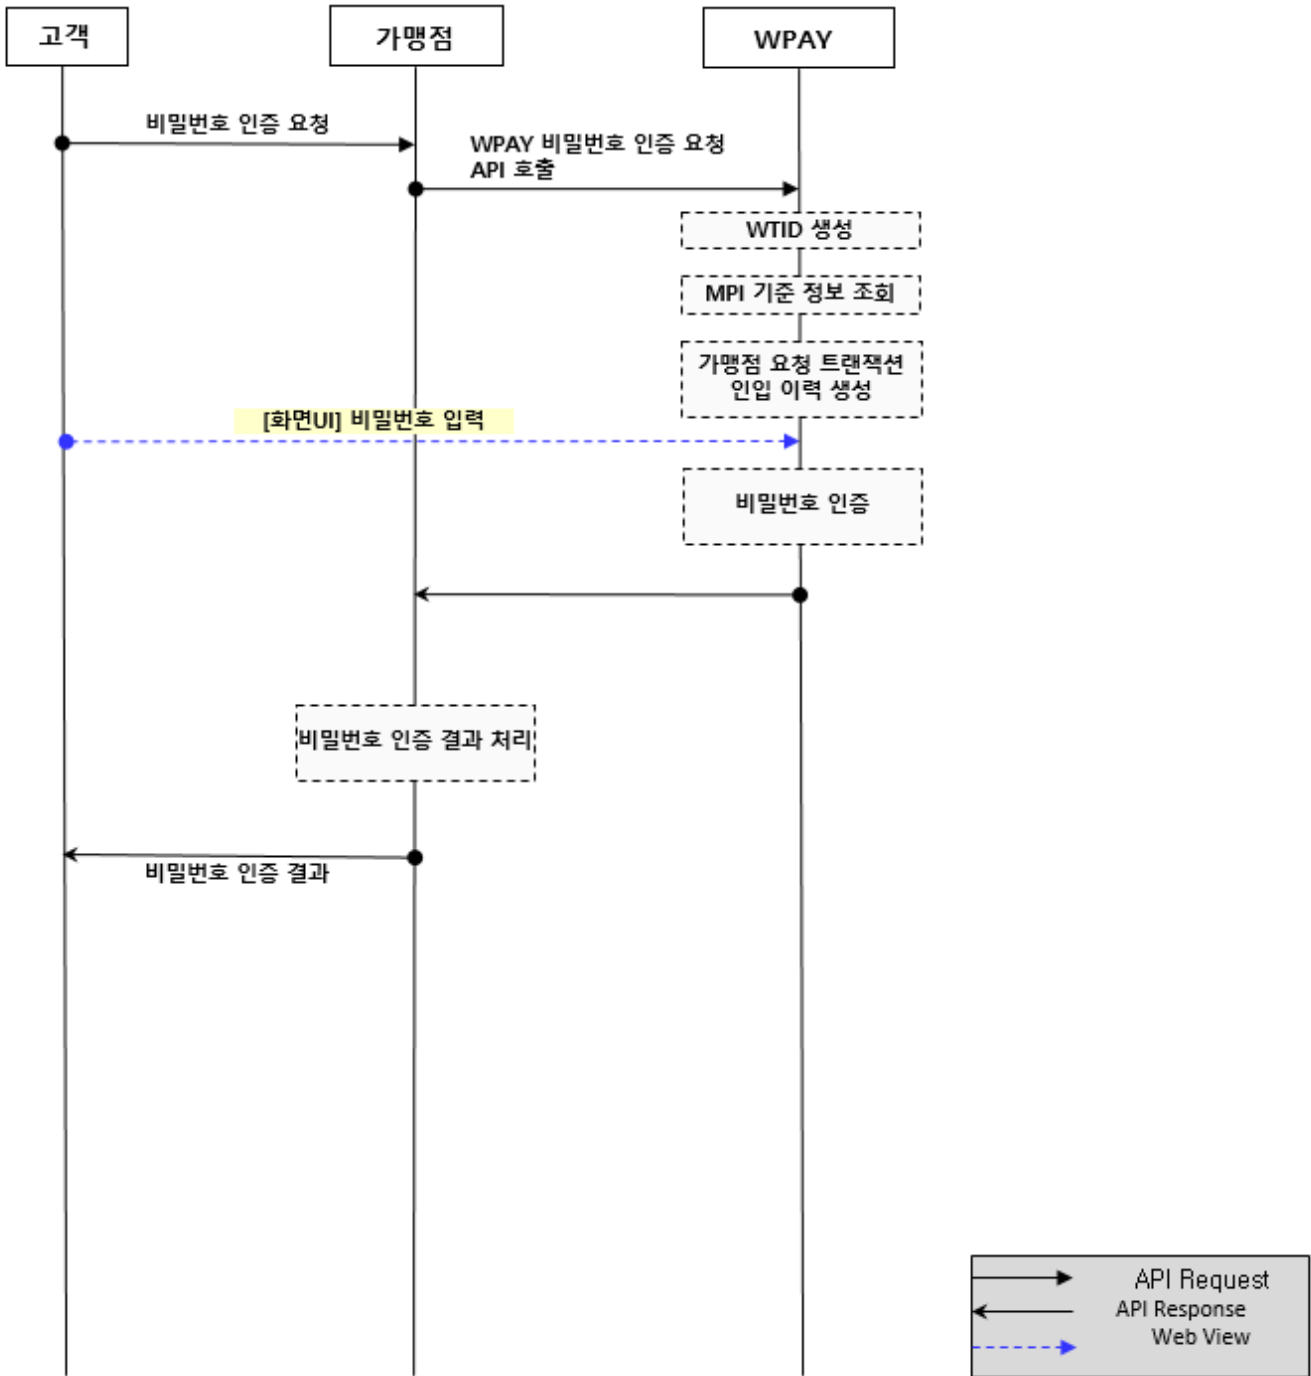 고객
가맹점
WPAY
비밀번호 인증 요청
WPAY 비밀번호 인증 요청
API 호출
WTID 생성
MPI 기준 정보 조회
가맹점 요청 트랜잭션
인입 이력 생성
[화면UI] 비밀번호 입력
비밀번호 인증
비밀번호 인증 결과 처리
비밀번호 인증 결과
API Request
API Response
Web View